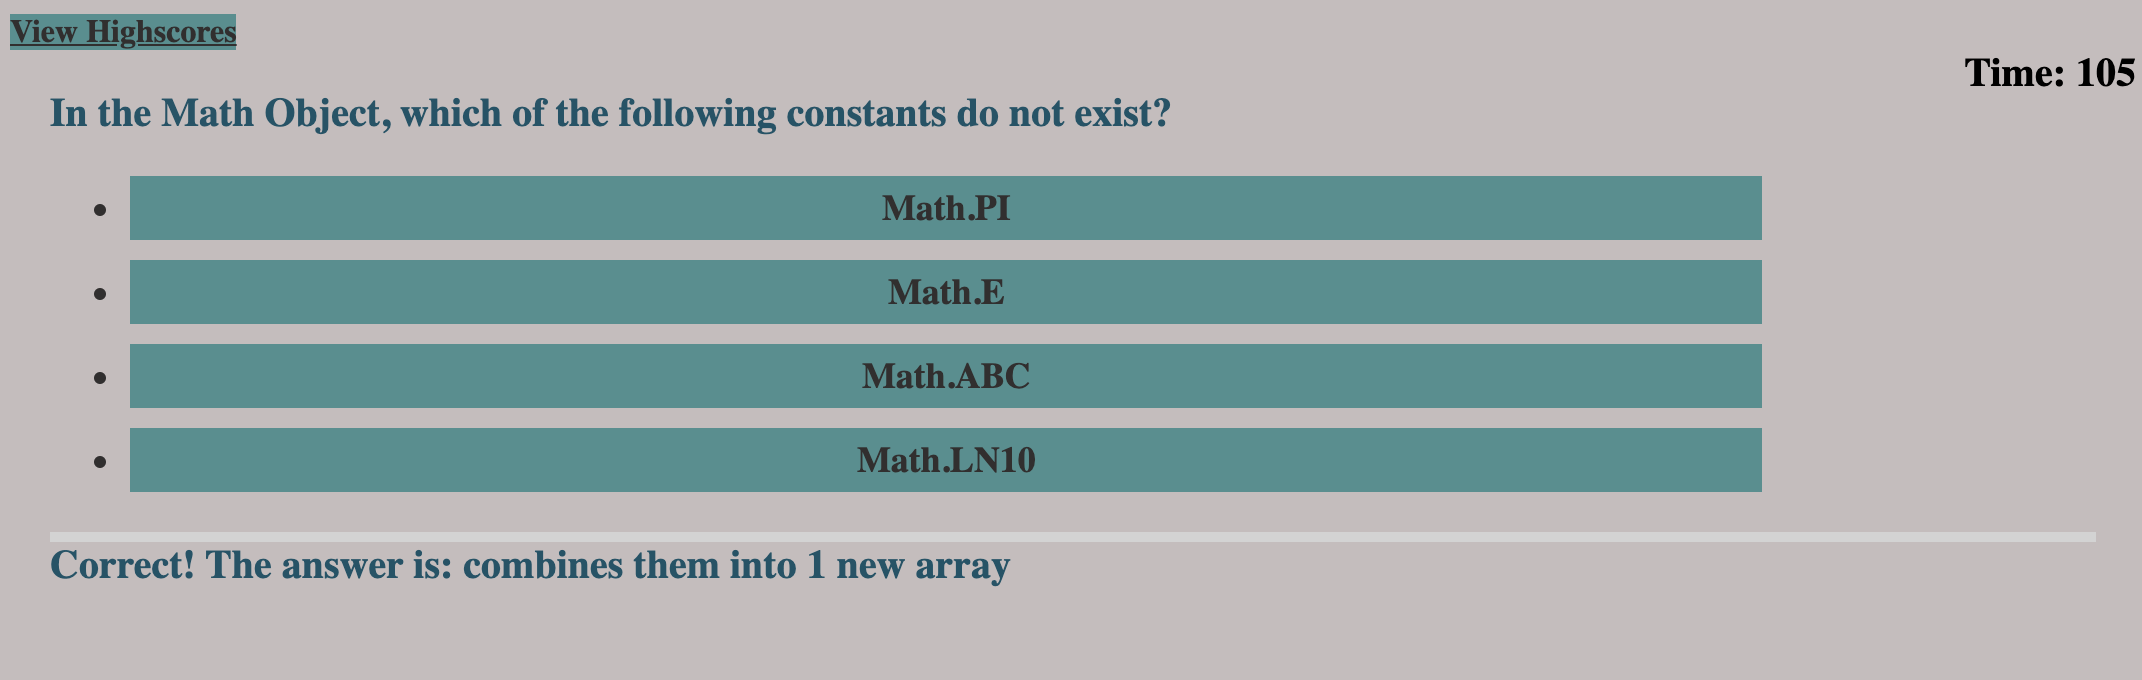 View Highscores
Time: 105
In the Math Object, which of the following constants do not exist?
Math.PI
Math.E
Math.ABC
Math.LN10
Correct! The answer is: combines them into 1 new array